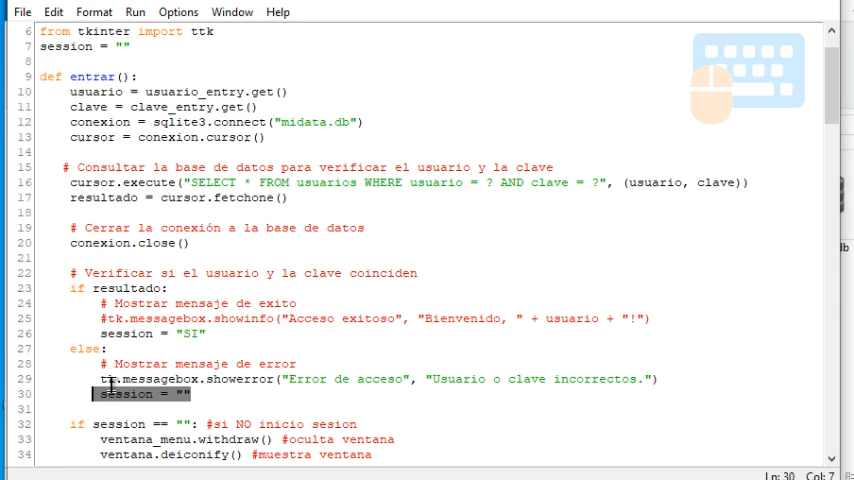 File Edit Format Run Options Window Help
6 from tkinter import ttk
7 session = ""
8
9 def entrar():
10 usuario = usuario_entry.get()
11 clave = clave_entry.get()
12 conexion = sqlite3.connect("midata.db")
13 cursor = conexion.cursor()
14
15 # Consultar la base de datos para verificar el usuario y la clave
16 cursor.execute("SELECT * FROM usuarios WHERE usuario = ? AND clave = ?", (usuario, clave))
17 resultado = cursor.fetchone()
18
19 # Cerrar la conexión a la base de datos
20 conexion.close()
21
22 # Verificar si el usuario y la clave coinciden
23 if resultado:
24 # Mostrar mensaje de exito
25 #tk.messagebox.showinfo("Acceso exitoso", "Bienvenido, " + usuario + "!")
26 session = "SI"
27 else:
28 # Mostrar mensaje de error
29 tk.messagebox.showerror("Error de acceso", "Usuario o clave incorrectos.")
30 session = ""
31
32 if session == "": #si NO inicio sesion
33 ventana_menu.withdraw() #oculta ventana
34 ventana.deiconify() #muestra ventana
db
Ln: 30 Col: 7